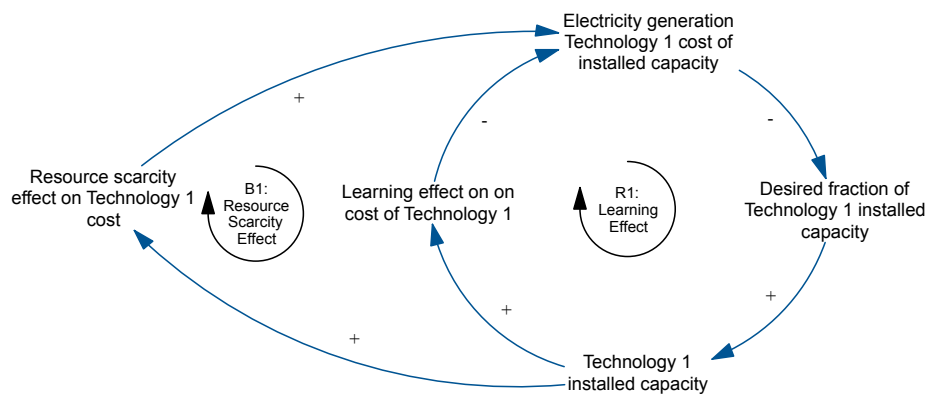 Electricity generation
Technology 1 cost of
installed capacity
+
-
-
Resource scarcity
effect on Technology 1
cost
B1:
Resource
Scarcity
Effect
Learning effect on on
cost of Technology 1
R1:
Learning
Effect
Desired fraction of
Technology 1 installed
capacity
+
+
+
Technology 1
installed capacity